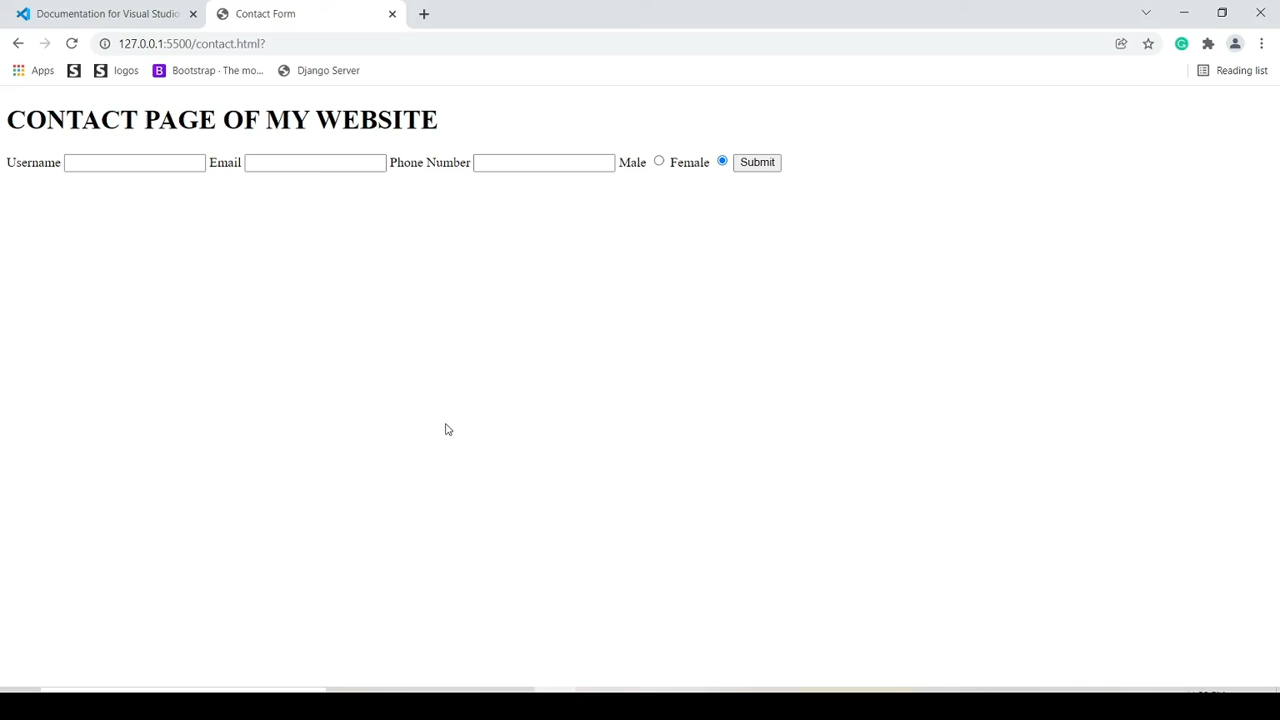 Documentation for Visual Studio
Contact Form
127.0.0.1:5500/contact.html?
Apps
logos
Bootstrap · The mo...
Django Server
Reading list
CONTACT PAGE OF MY WEBSITE
Username Email Phone Number Male Female Submit